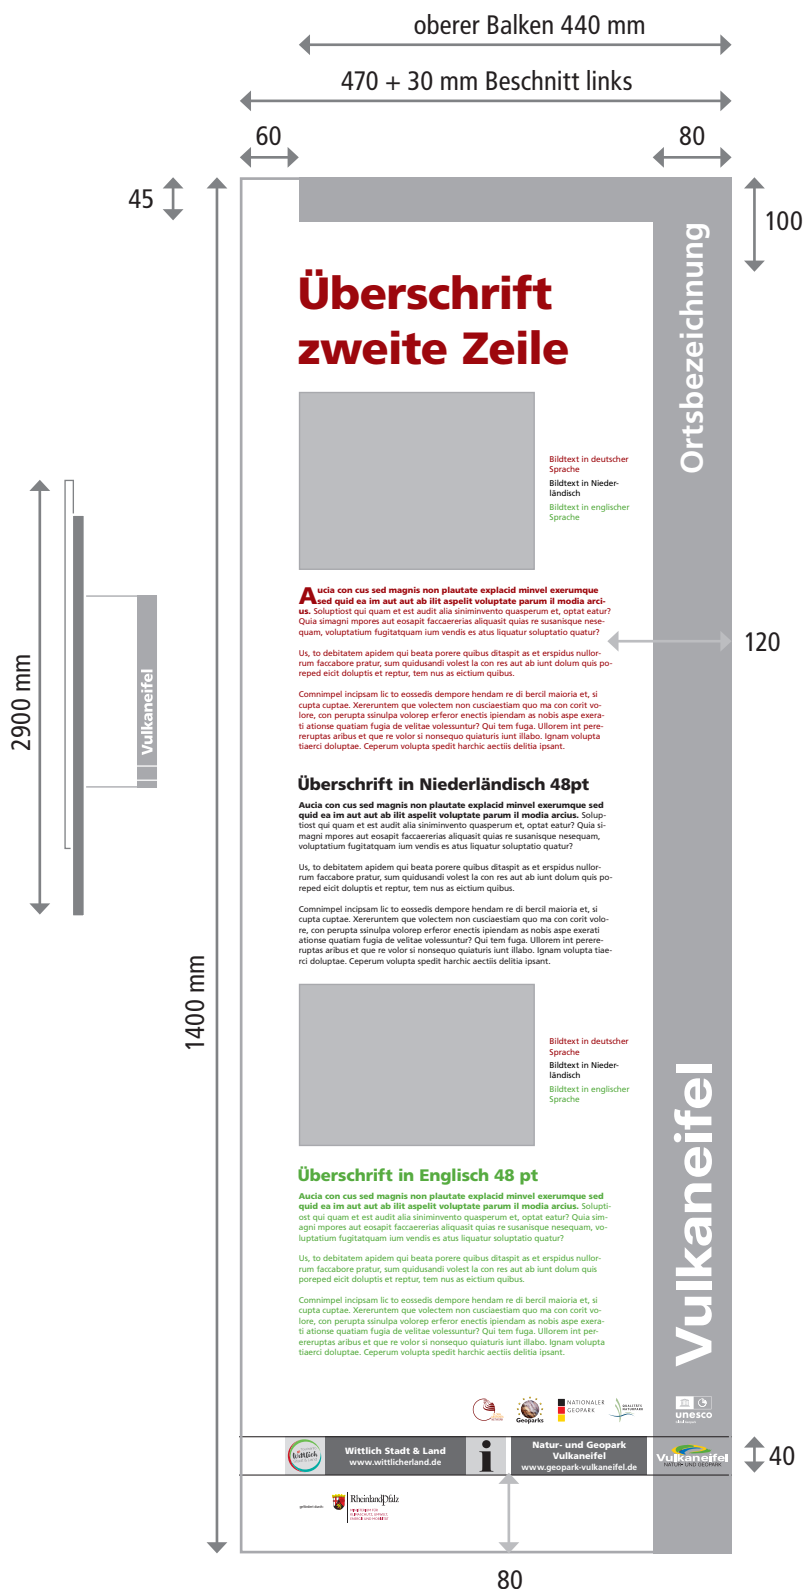 oberer Balken 440 mm
470 + 30 mm Beschnitt links
60
80
45
100
Ortsbezeichnung
Überschrift
zweite Zeile
Bildtext in deutscher
Sprache
Bildtext in Nieder-
ländisch
Bildtext in englischer
Sprache
Aucia con cus sed magnis non plautate explacid minvel exerumque
sed quid ea im aut aut ab ilit aspelit voluptate parum il modia arci-
us. Soluptiost qui quam et est audit alia siniminvento quasperum et, optat eatur?
Quia simagni mpores aut eosapit faccaererias aliquasit quias re susanisque nese-
quam, voluptatium fugitatquam ium vendis es atus liquatur soluptatio quatur?
Us, to debitatem apidem qui beata porere quibus ditaspit as et erspidus nullor-
rum faccabore pratur, sum quidusandi volest la con res aut ab iunt dolum quis po-
reped eicit doluptis et reptur, tem nus as eictium quibus.
Comnimpel incipsam lic to eossedis dempore hendam re di bercil maioria et, si
cupta cuptae. Xereruntem que volectem non cusciaestiam quo ma con corit vo-
lore, con perupta ssinulpa volorep erferor enectis ipiendam as nobis aspe exera-
ti ationse quatiam fugia de velitae volessuntur? Qui tem fuga. Ullorem int pere-
reruptas aribus et que re volor si nonsequo quiaturis iunt illabo. Ignam volupta
tiaerci doluptae. Ceperum volupta spedit harchic aectiis delitia ipsant.
120
2900 mm
Vulkaneifel
Überschrift in Niederländisch 48pt
Aucia con cus sed magnis non plautate explacid minvel exerumque sed
quid ea im aut aut ab ilit aspelit voluptate parum il modia arcius. Solup-
tiost qui quam et est audit alia siniminvento quasperum et, optat eatur? Quia si-
magni mpores aut eosapit faccaererias aliquasit quias re susanisque nesequam,
voluptatium fugitatquam ium vendis es atus liquatur soluptatio quatur?
Us, to debitatem apidem qui beata porere quibus ditaspit as et erspidus nullor-
rum faccabore pratur, sum quidusandi volest la con res aut ab iunt dolum quis po-
reped eicit doluptis et reptur, tem nus as eictium quibus.
Comnimpel incipsam lic to eossedis dempore hendam re di bercil maioria et, si
cupta cuptae. Xereruntem que volectem non cusciaestiam quo ma con corit volo-
re, con perupta ssinulpa volorep erferor enectis ipiendam as nobis aspe exerati
ationse quatiam fugia de velitae volessuntur? Qui tem fuga. Ullorem int perere-
ruptas aribus et que re volor si nonsequo quiaturis iunt illabo. Ignam volupta tiae-
rci doluptae. Ceperum volupta spedit harchic aectiis delitia ipsant.
1400 mm
Bildtext in deutscher
Sprache
Bildtext in Nieder-
ländisch
Bildtext in englischer
Sprache
Vulkaneifel
Überschrift in Englisch 48 pt
Aucia con cus sed magnis non plautate explacid minvel exerumque sed
quid ea im aut aut ab ilit aspelit voluptate parum il modia arcius. Solupti-
ost qui quam et est audit alia siniminvento quasperum et, optat eatur? Quia sim-
agni mpores aut eosapit faccaererias aliquasit quias re susanisque nesequam, vo-
luptatium fugitatquam ium vendis es atus liquatur soluptatio quatur?
Us, to debitatem apidem qui beata porere quibus ditaspit as et erspidus nullor-
rum faccabore pratur, sum quidusandi volest la con res aut ab iunt dolum quis
poreped eicit doluptis et reptur, tem nus as eictium quibus.
Comnimpel incipsam lic to eossedis dempore hendam re di bercil maioria et, si
cupta cuptae. Xereruntem que volectem non cusciaestiam quo ma con corit vo-
lore, con perupta ssinulpa volorep erferor enectis ipiendam as nobis aspe exera-
ti ationse quatiam fugia de velitae volessuntur? Qui tem fuga. Ullorem int per-
ereruptas aribus et que re volor si nonsequo quiaturis iunt illabo. Ignam volupta
tiaerci doluptae. Ceperum volupta spedit harchic aectiis delitia ipsant.
Geoparks
NATIONALER
GEOPARK
QUALITÄTS
NATURPARK
unesco
Wittlich
Wittlich Stadt & Land
www.wittlicherland.de
i
Natur- und Geopark
Vulkaneifel
www.geopark-vulkaneifel.de
Vulkaneifel
NATUR- UND GEOPARK
40
gefördert durch:
RheinlandPfalz
MINISTERIUM FÜR
KLIMASCHUTZ, UMWELT,
ENERGIE UND MOBILITÄT
80